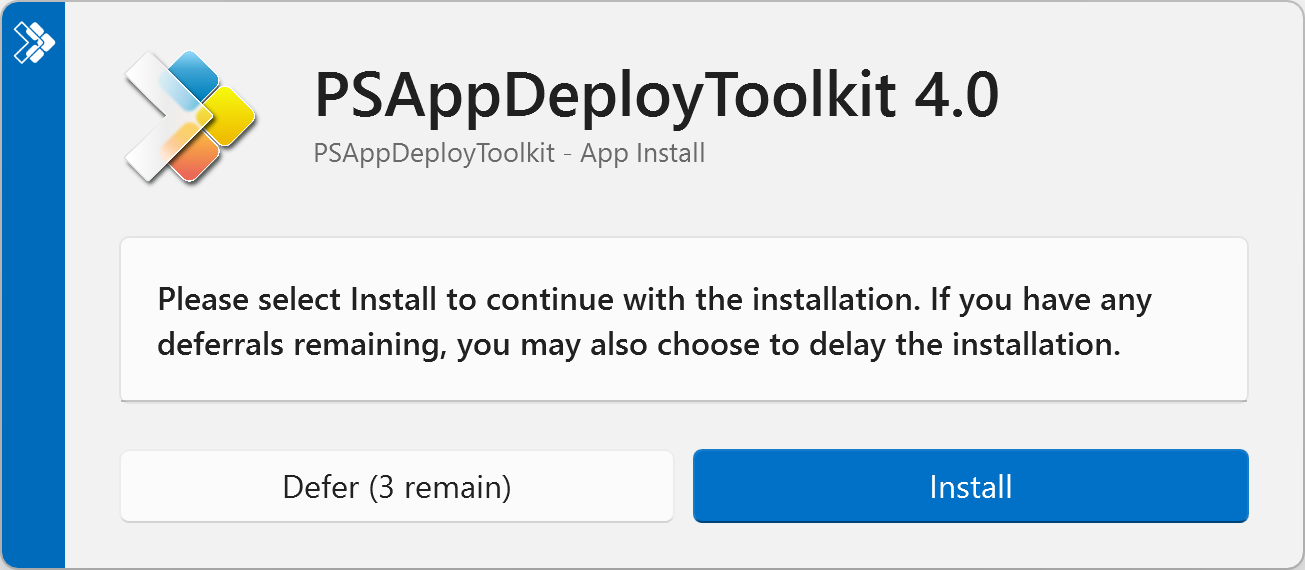 PSAppDeployToolkit 4.0
PSAppDeployToolkit - App Install
Please select Install to continue with the installation. If you have any
deferrals remaining, you may also choose to delay the installation.
Defer (3 remain)
Install